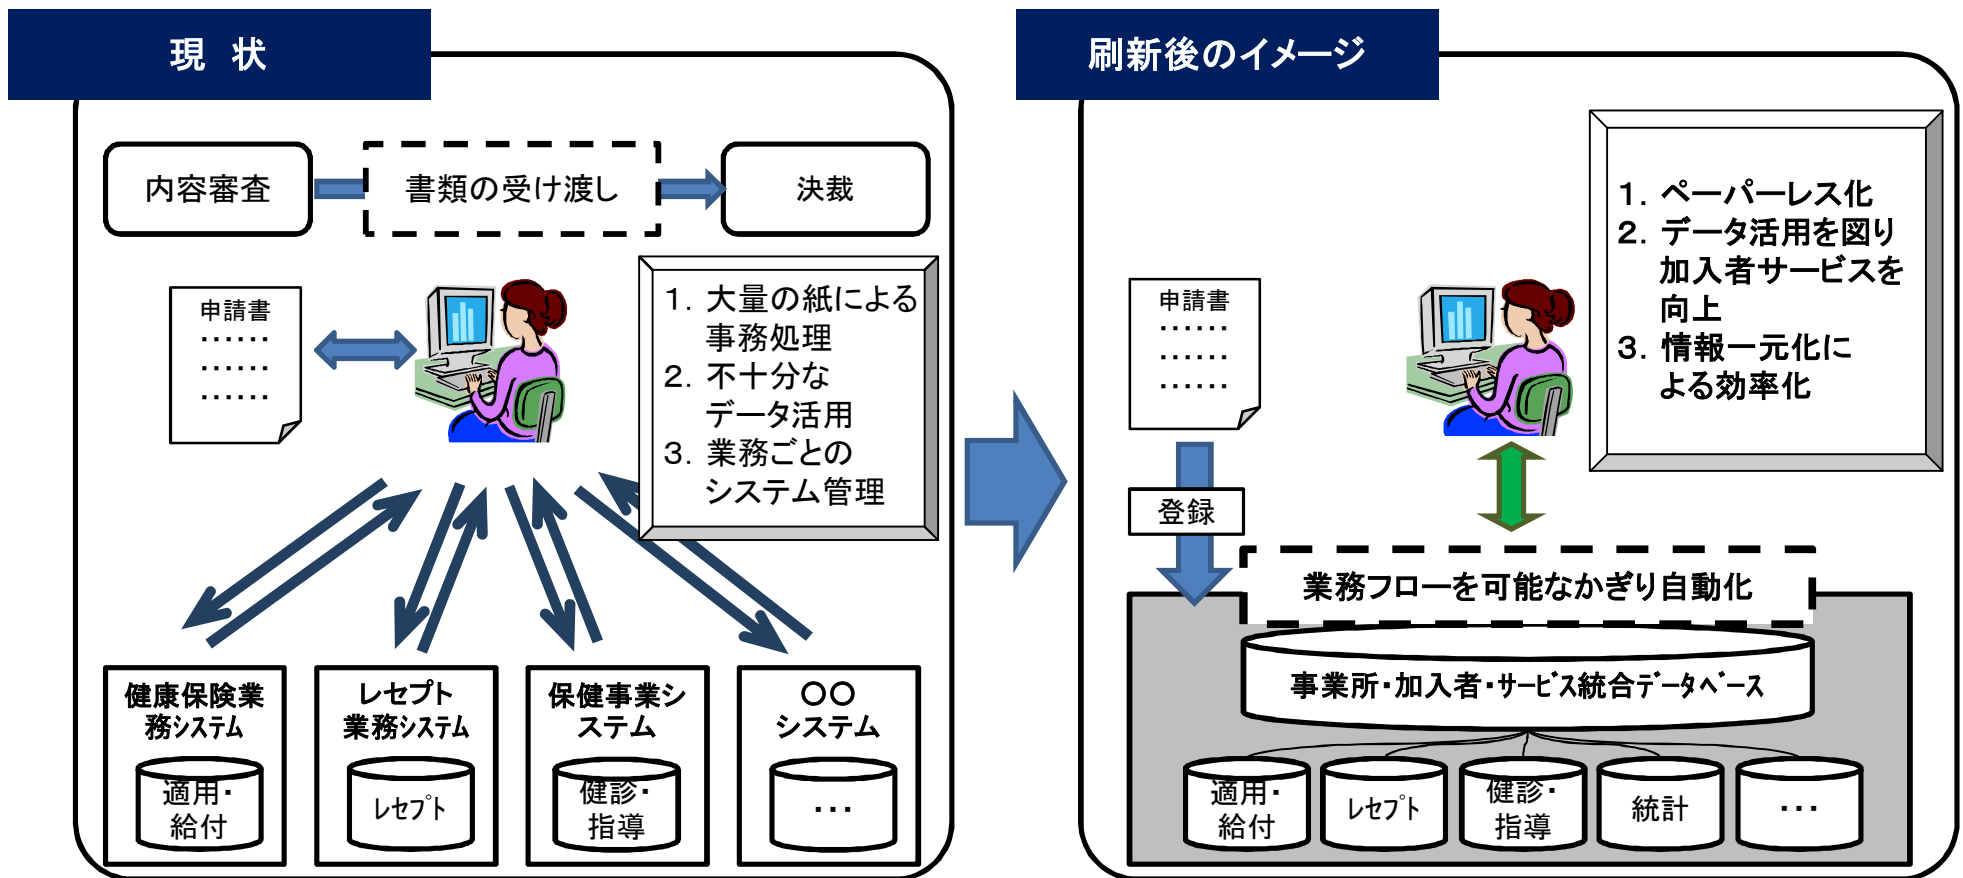 現 状
内容審査
書類の受け渡し
決裁
申請書
‥‥‥
‥‥‥
‥‥‥
1. 大量の紙による
事務処理
2. 不十分な
データ活用
3. 業務ごとの
システム管理
健康保険業
務システム
適用・
給付
レセプト
業務システム
レセプト
保健事業シ
ステム
健診・
指導
○○
システム
・・・
刷新後のイメージ
1. ペーパーレス化
2. データ活用を図り
加入者サービスを
向上
3. 情報一元化に
よる効率化
申請書
‥‥‥
‥‥‥
‥‥‥
登録
業務フローを可能なかぎり自動化
事業所・加入者・サービス統合データベース
適用・
給付
レセプト
健診・
指導
統計
・・・